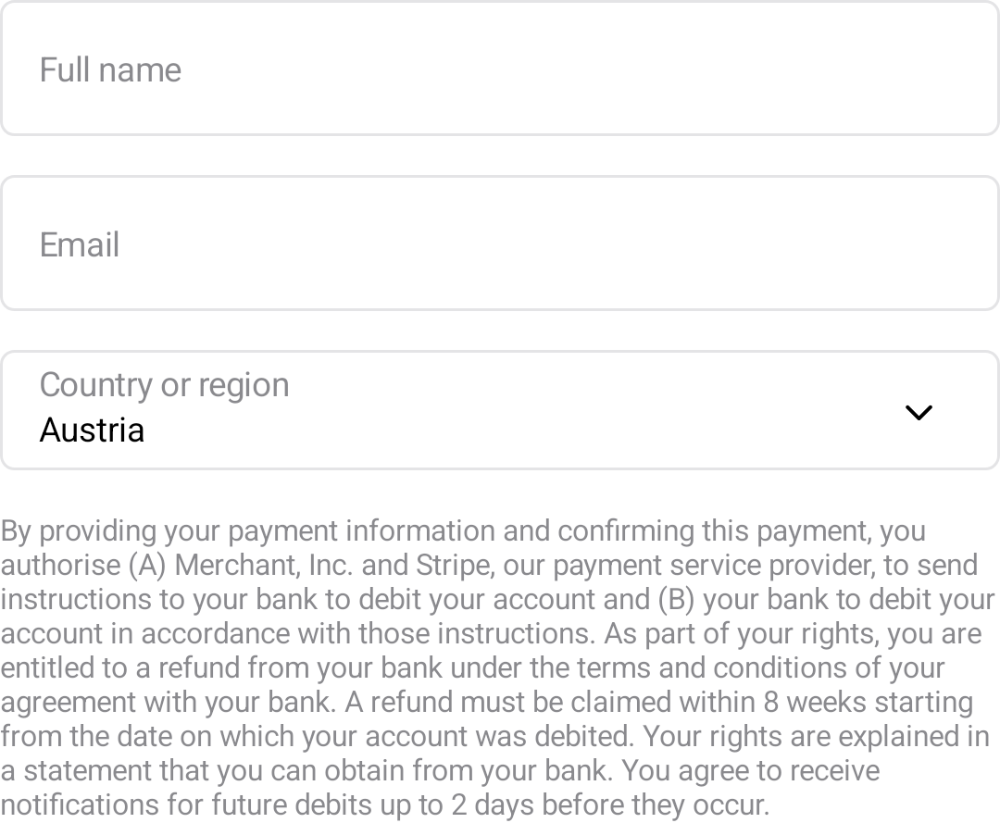 Full name
Email
Country or region
Austria
By providing your payment information and confirming this payment, you
authorise (A) Merchant, Inc. and Stripe, our payment service provider, to send
instructions to your bank to debit your account and (B) your bank to debit your
account in accordance with those instructions. As part of your rights, you are
entitled to a refund from your bank under the terms and conditions of your
agreement with your bank. A refund must be claimed within 8 weeks starting
from the date on which your account was debited. Your rights are explained in
a statement that you can obtain from your bank. You agree to receive
notifications for future debits up to 2 days before they occur.